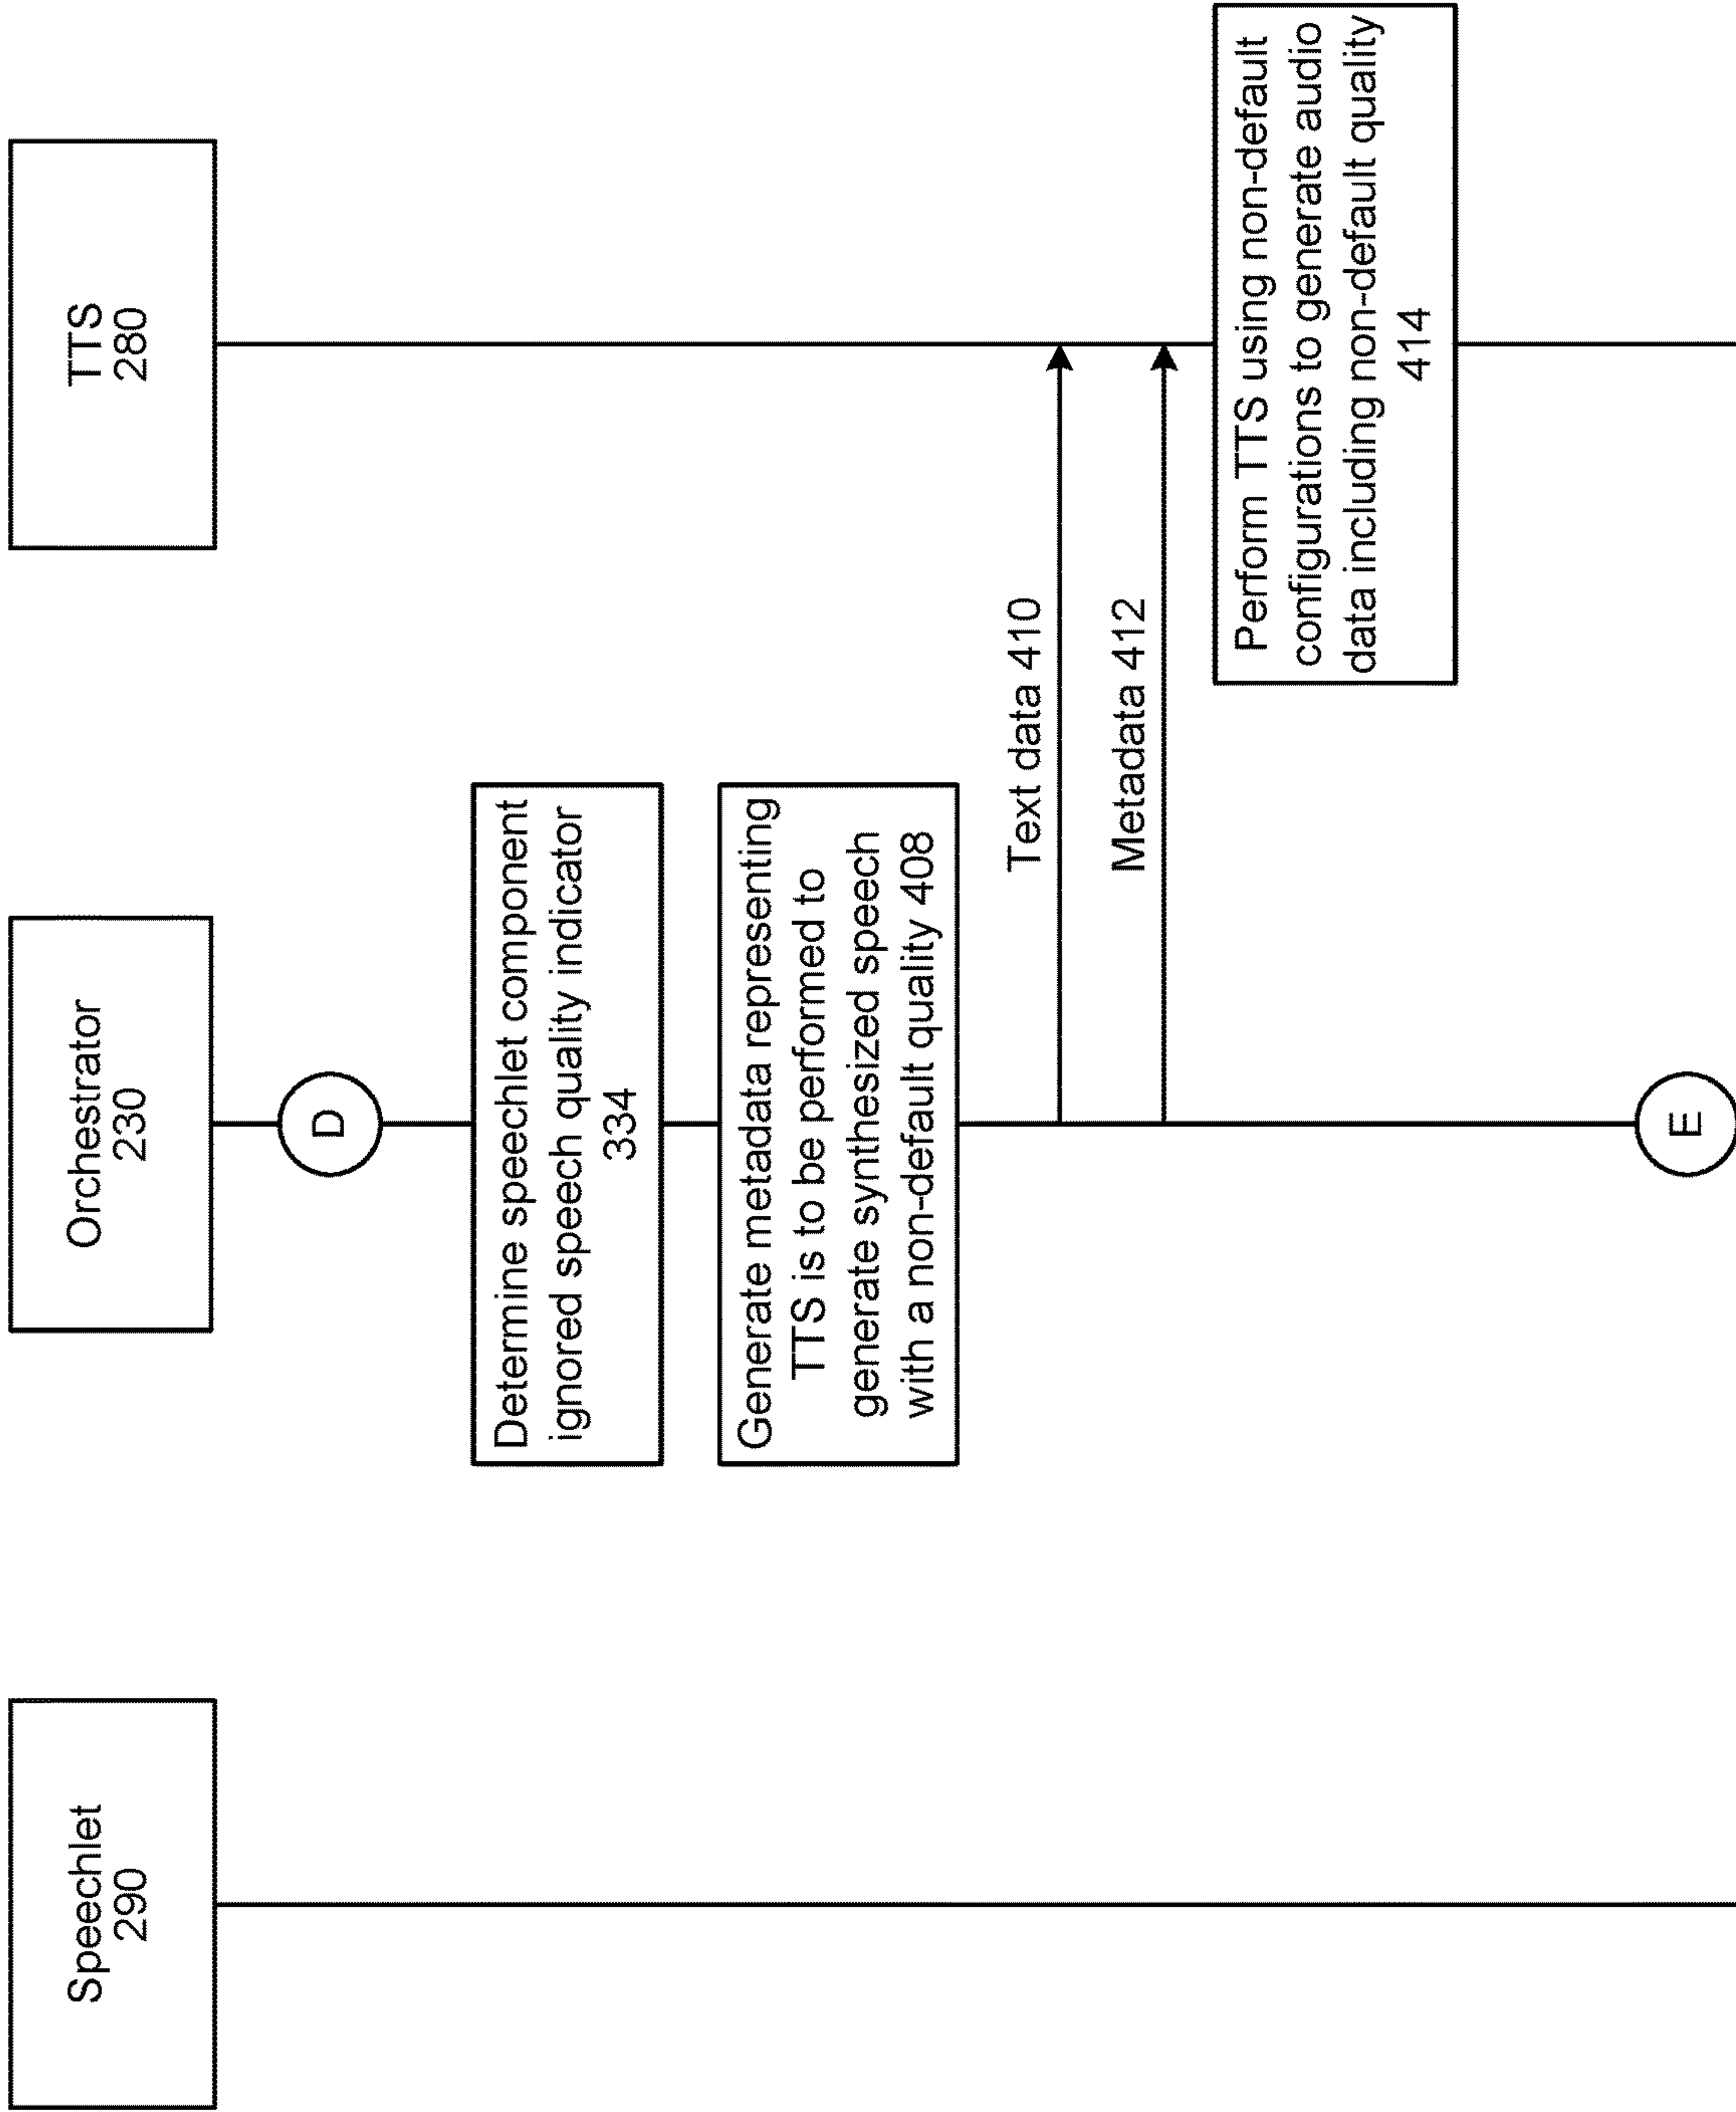 Speechlet
290
Orchestrator
230
TTS
280
D
Determine speechlet component
ignored speech quality indicator
334
Generate metadata representing
TTS is to be performed to
generate synthesized speech
with a non-default quality 408
Text data 410
Metadata 412
Perform TTS using non-default
configurations to generate audio
data including non-default quality
414
E